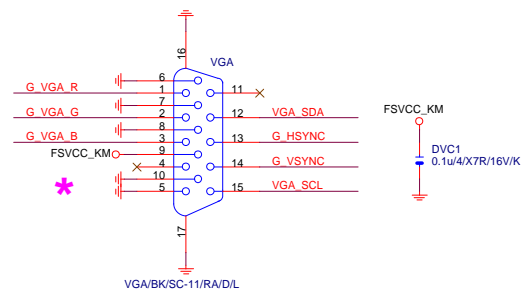 16
VGA
6
G_VGA_R 1 11
7
G_VGA_G 2 12 VGA_SDA
8
G_VGA_B 3 13 G_HSYNC
FSVCC_KM 9
4 14 G_VSYNC
10
5 15 VGA_SCL
17
VGA/BK/SC-11/RA/D/L
FSVCC_KM
DVC1
0.1u/4/X7R/16V/K